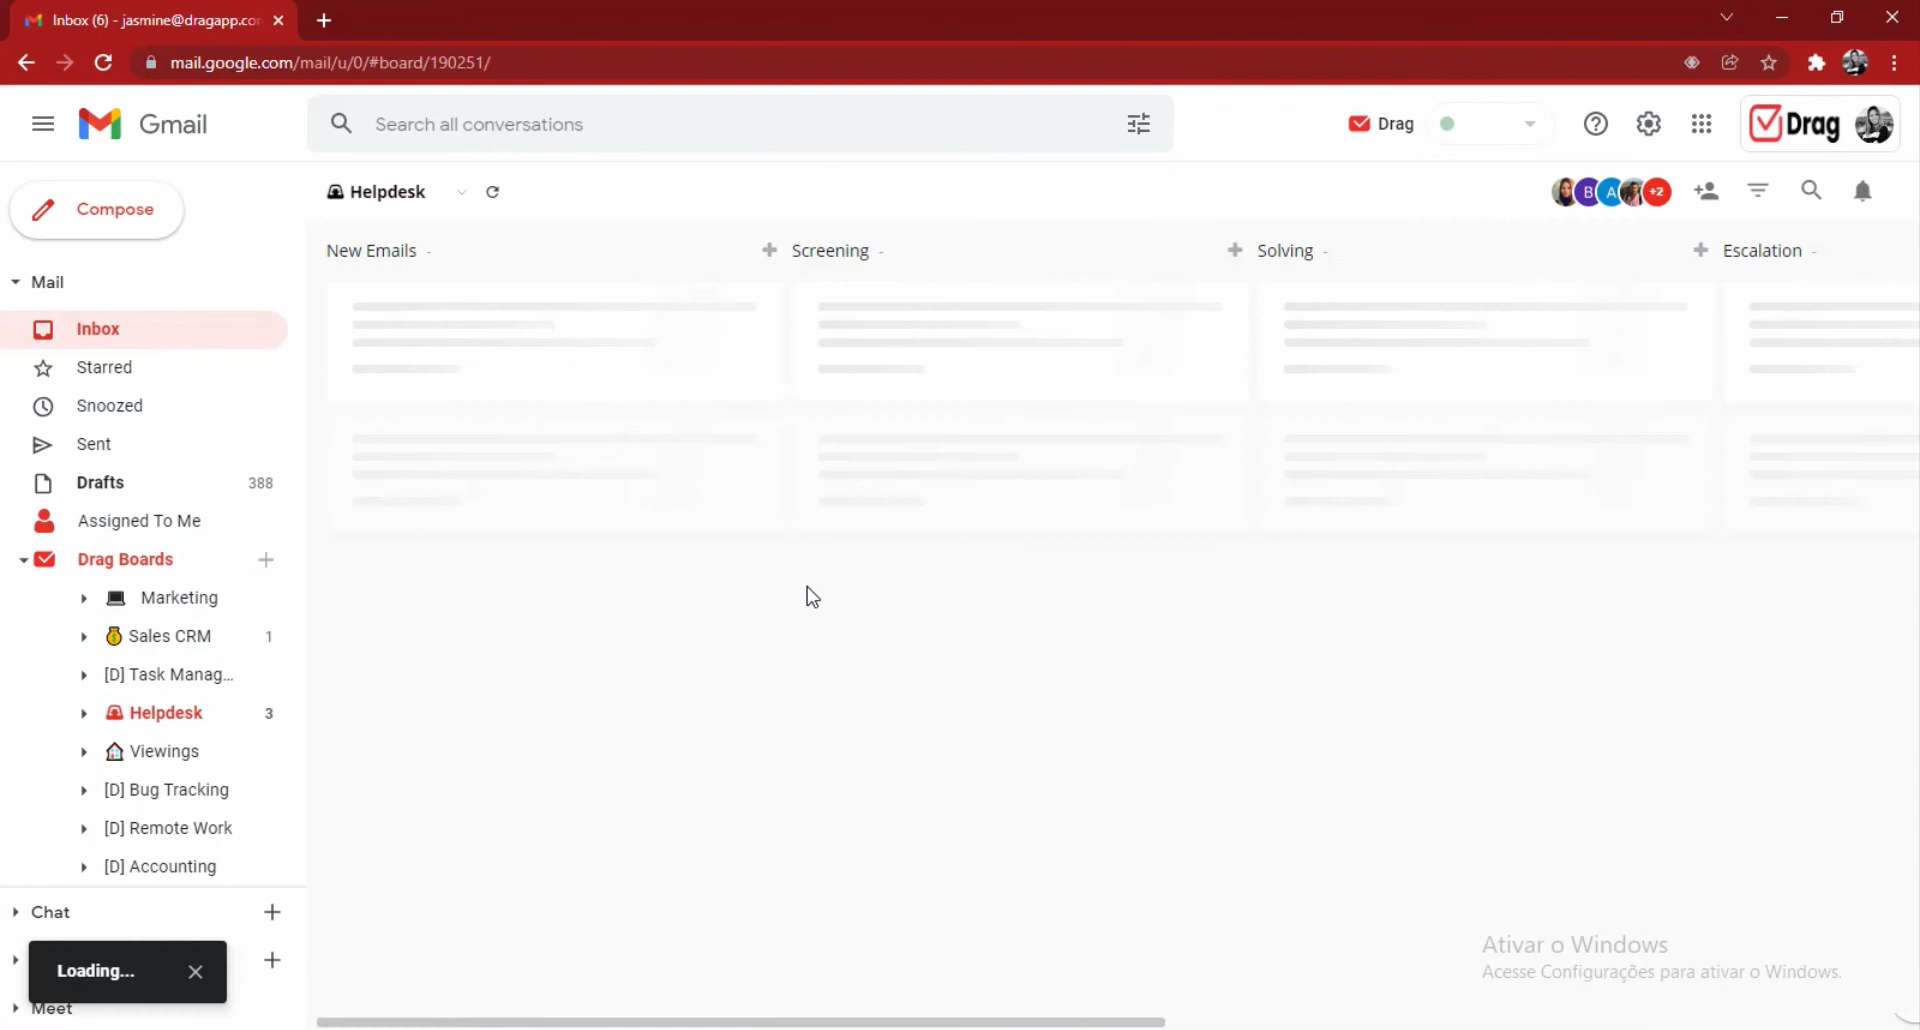 Inbox (6) - jasmine@dragapp.co
mail.google.com/mail/u/0/#board/190251/
Gmail
Search all conversations
Drag
Drag
Compose
Helpdesk
B
A
+2
New Emails -
Screening -
Solving -
Escalation -
Mail
Inbox
Starred
Snoozed
Sent
Drafts 388
Assigned To Me
Drag Boards
Marketing
Sales CRM 1
[D] Task Manag...
Helpdesk 3
Viewings
[D] Bug Tracking
[D] Remote Work
[D] Accounting
Chat
Loading...
Meet
Ativar o Windows
Acesse Configurações para ativar o Windows.